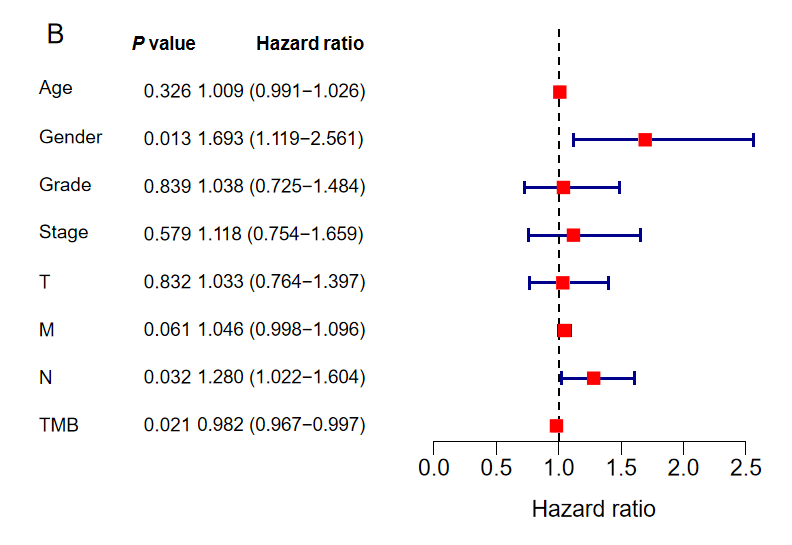 B
P value Hazard ratio
Age 0.326 1.009 (0.991−1.026)
Gender 0.013 1.693 (1.119−2.561)
Grade 0.839 1.038 (0.725−1.484)
Stage 0.579 1.118 (0.754−1.659)
T 0.832 1.033 (0.764−1.397)
M 0.061 1.046 (0.998−1.096)
N 0.032 1.280 (1.022−1.604)
TMB 0.021 0.982 (0.967−0.997)
0.0 0.5 1.0 1.5 2.0 2.5
Hazard ratio